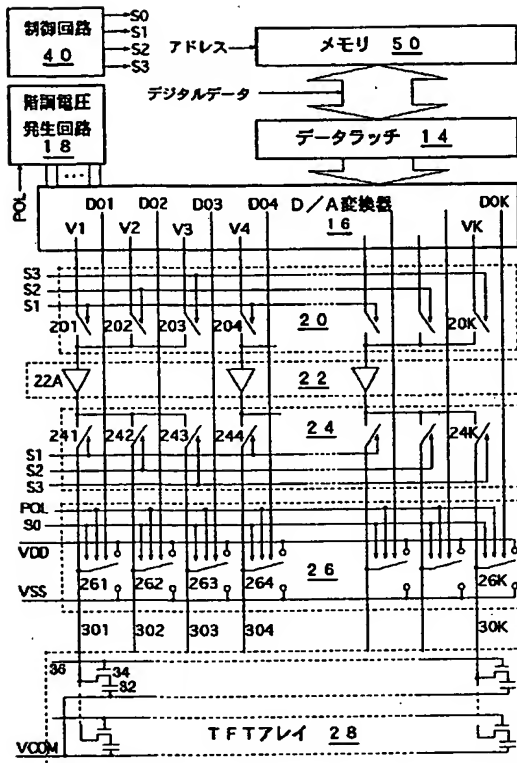 制御回路
40
S0
S1
S2
S3
アドレス
メモリ 50
デジタルデータ
階調電圧
発生回路
18
データラッチ 14
POL
D01 D02 D03 D04 D/A変換器 D0K
V1 V2 V3 V4 16 VK
S3
S2
S1
201 202 203 204 20 20K
22A 22
241 242 243 244 24 24K
S1
S2
S3
POL
S0
VDD
261 262 263 264 26 26K
VSS
301 302 303 304 30K
36 34
32
TFTアレイ 28
VCOM